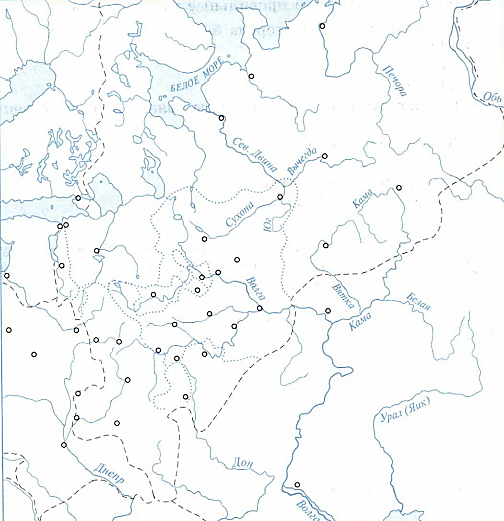 БЕЛОЕ МОРЕ
Печора
Обь
Сев. Двина
Вычегда
Кама
Сухона
Юг
Волга
Вятка
Белая
Кама
Урал (Яик)
Днепр
Дон
Волга